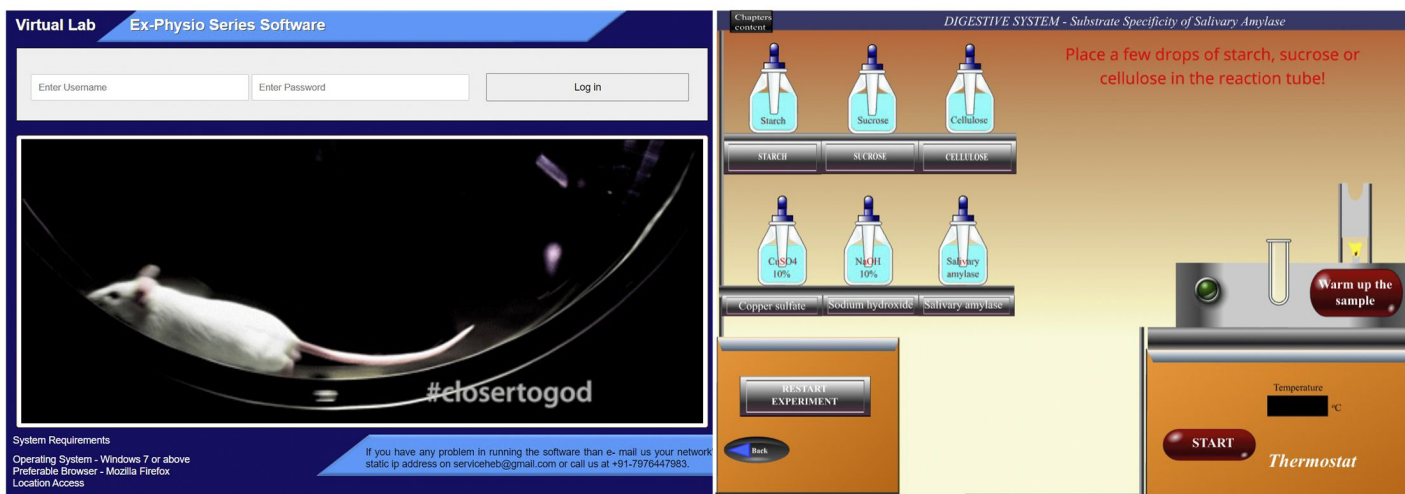 Virtual Lab
Ex-Physio Series Software
Enter Username
Enter Password
Log in
#closertogod
System Requirements
Operating System - Windows 7 or above
Preferable Browser - Mozilla Firefox
Location Access
If you have any problem in running the software than e- mail us your network
static ip address on serviceheb@gmail.com or call us at +91-7976447983.
Chapters
content
DIGESTIVE SYSTEM - Substrate Specificity of Salivary Amylase
Place a few drops of starch, sucrose or
cellulose in the reaction tube!
Starch
Sucrose
Cellulose
STARCH
SUCROSE
CELLULOSE
CuSO4
10%
NaOH
10%
Salivary
amylase
Copper sulfate
Sodium hydroxide
Salivary amylase
Warm up the
sample
RESTART
EXPERIMENT
Back
Temperature
°C
START
Thermostat